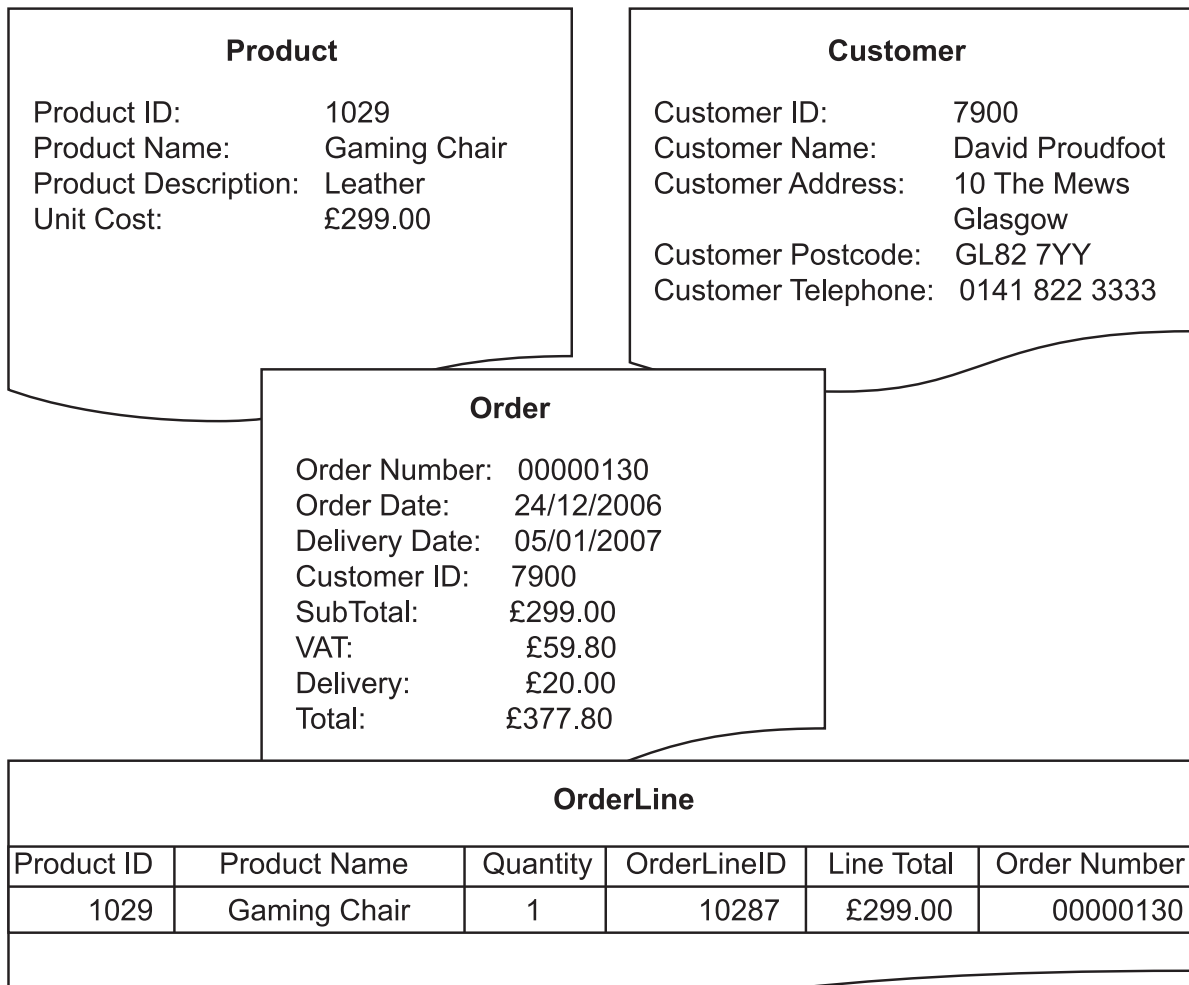 Product
Product ID: 1029
Product Name: Gaming Chair
Product Description: Leather
Unit Cost: £299.00
Customer
Customer ID: 7900
Customer Name: David Proudfoot
Customer Address: 10 The Mews
Glasgow
Customer Postcode: GL82 7YY
Customer Telephone: 0141 822 3333
Order
Order Number: 00000130
Order Date: 24/12/2006
Delivery Date: 05/01/2007
Customer ID: 7900
SubTotal: £299.00
VAT: £59.80
Delivery: £20.00
Total: £377.80
OrderLine
Product ID Product Name Quantity OrderLineID Line Total Order Number
1029 Gaming Chair 1 10287 £299.00 00000130